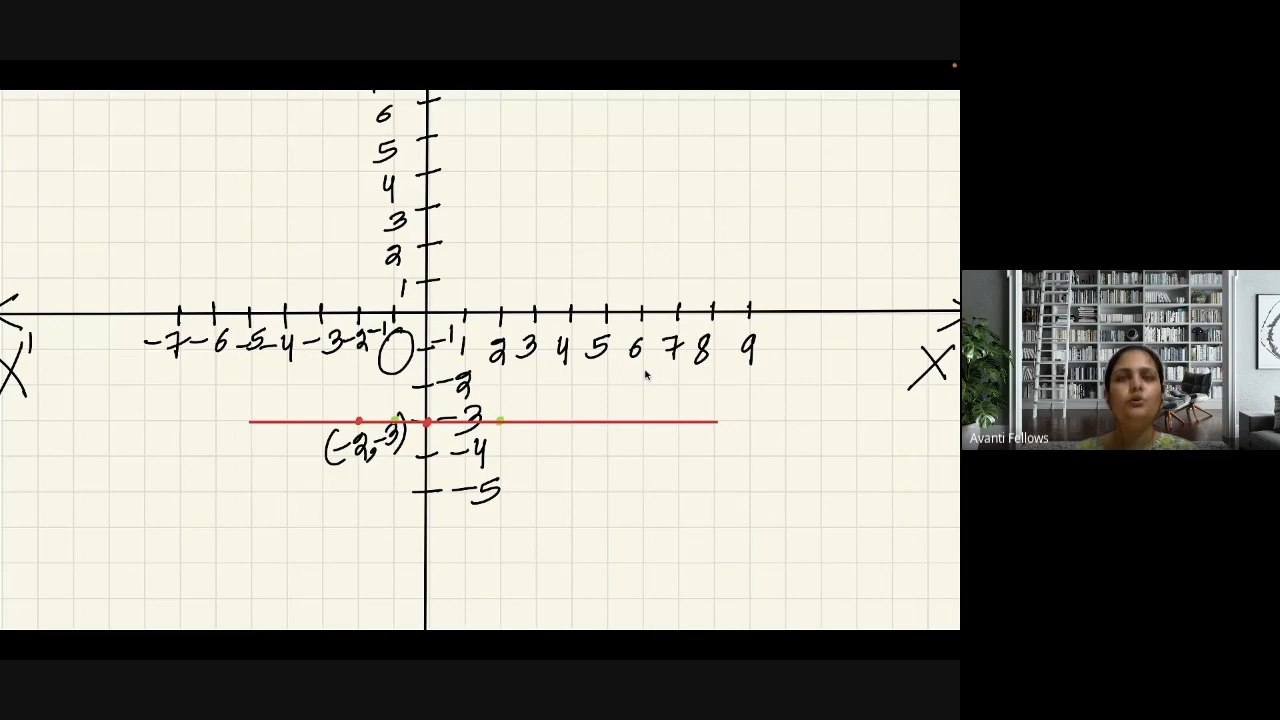 6
5
4
3
2
1
-7 -6 -5 -4 -3 -2 -1 O -1 1 2 3 4 5 6 7 8 9
X'
X
-2
-3
(-2,-3)
-4
-5
Avanti Fellows